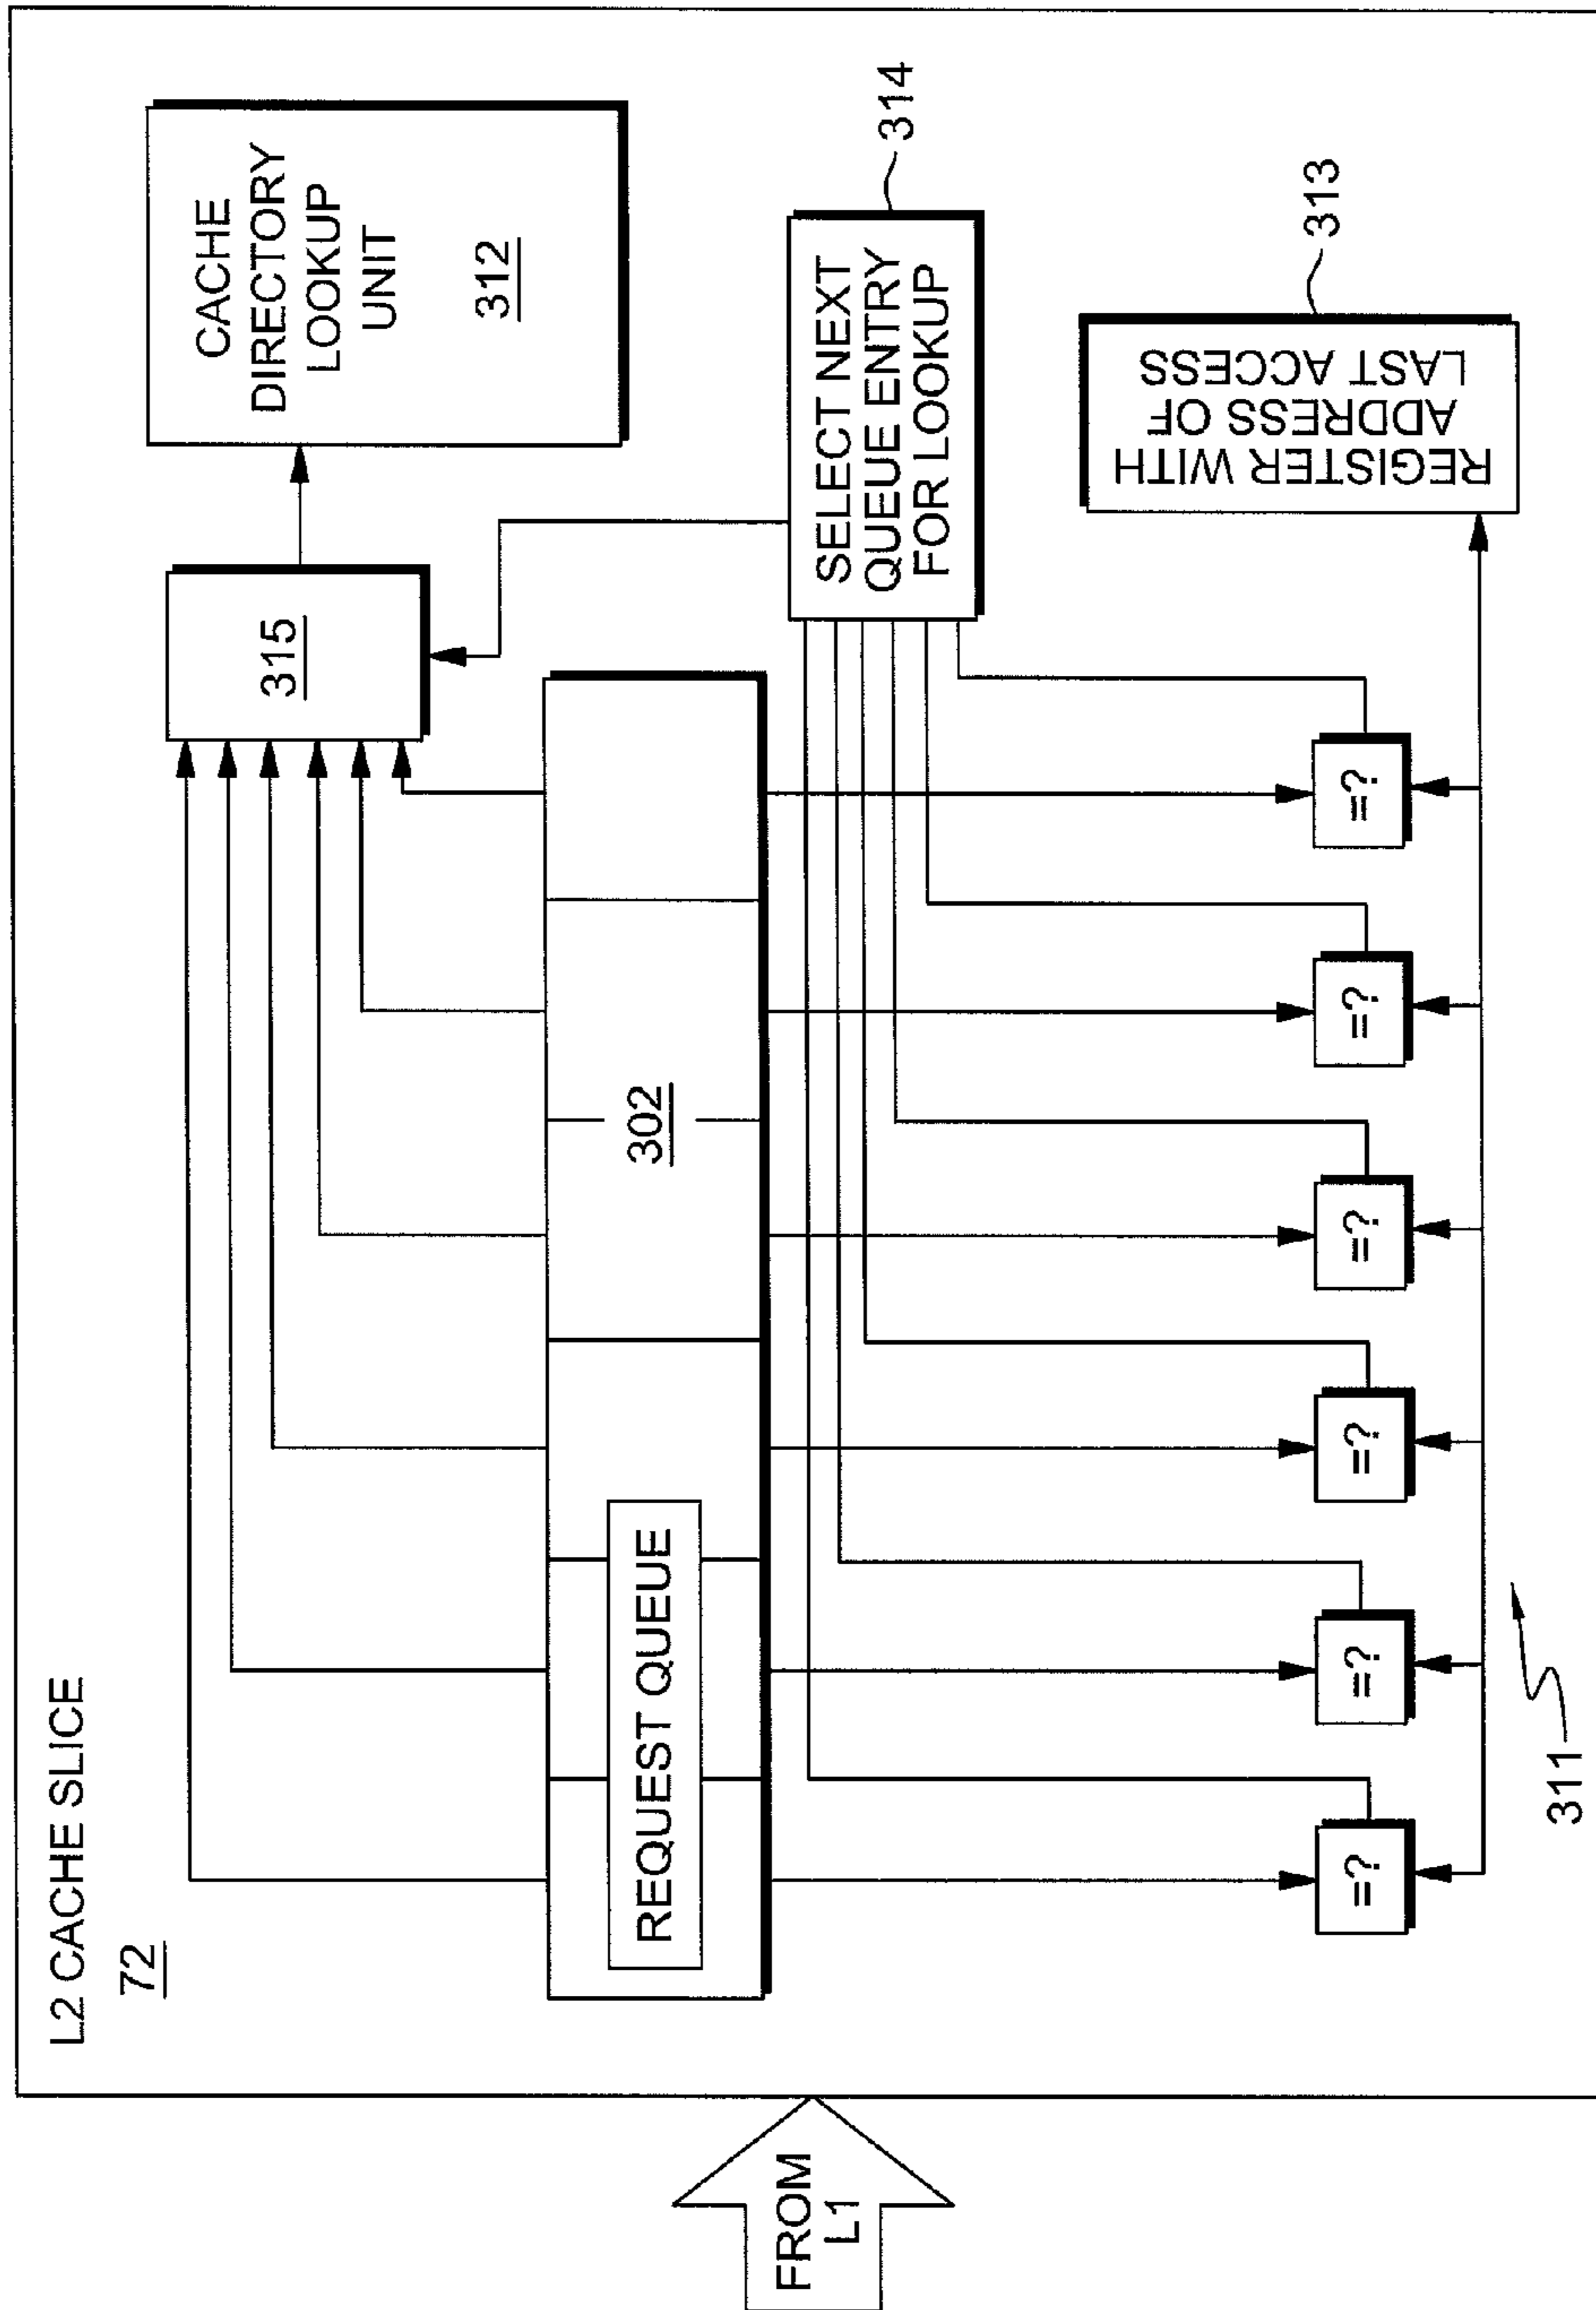 L2 CACHE SLICE
72
CACHE
DIRECTORY
LOOKUP
UNIT
312
315
302
REQUEST QUEUE
SELECT NEXT
QUEUE ENTRY
FOR LOOKUP
314
FROM
L1
REGISTER WITH
ADDRESS OF
LAST ACCESS
313
=?
=?
=?
=?
=?
=?
311